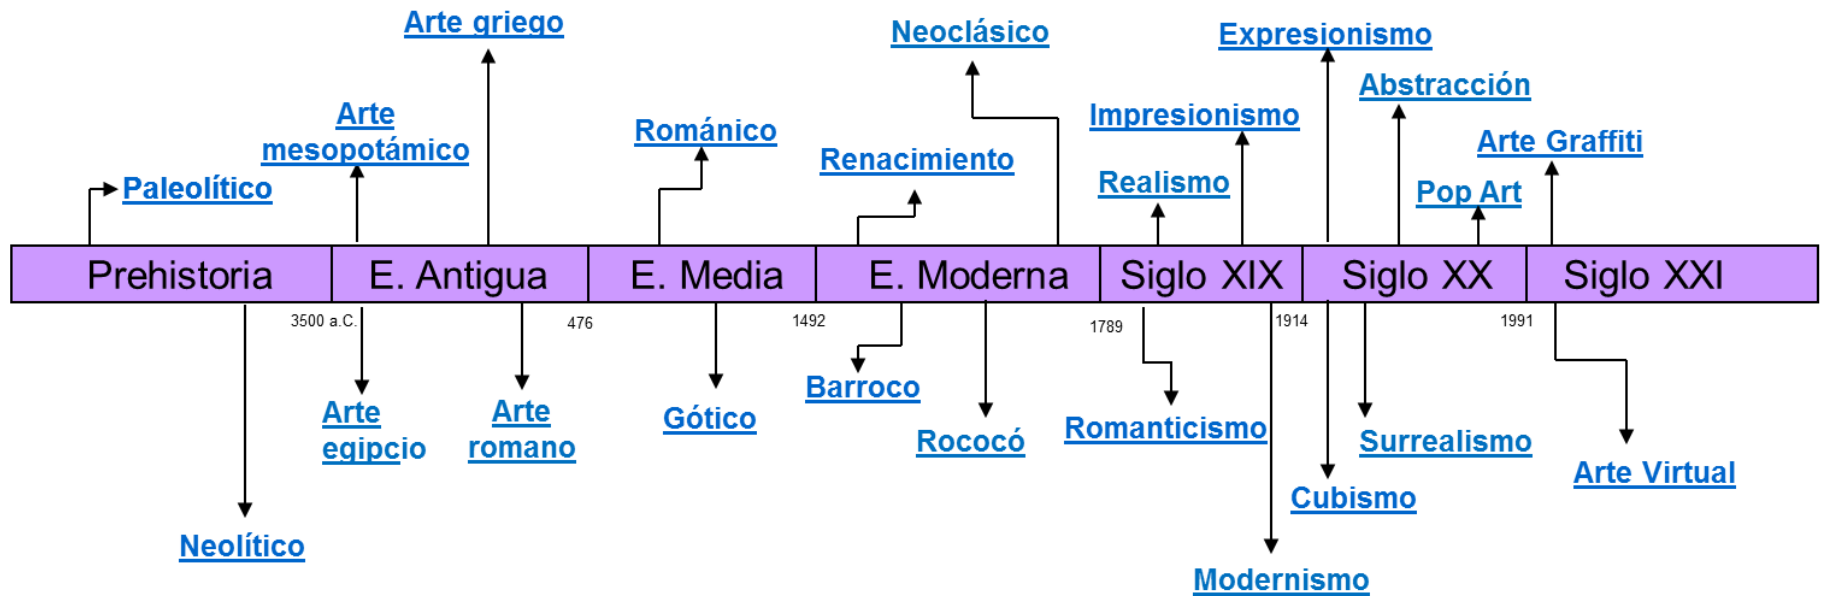 Arte griego
Neoclásico
Expresionismo
Abstracción
Arte
mesopotámico
Románico
Impresionismo
Renacimiento
Arte Graffiti
Paleolítico
Realismo
Pop Art
Prehistoria
E. Antigua
E. Media
E. Moderna
Siglo XIX
Siglo XX
Siglo XXI
3500 a.C.
476
1492
1789
1914
1991
Barroco
Arte
egipcio
Arte
romano
Gótico
Rococó
Romanticismo
Surrealismo
Arte Virtual
Cubismo
Neolítico
Modernismo